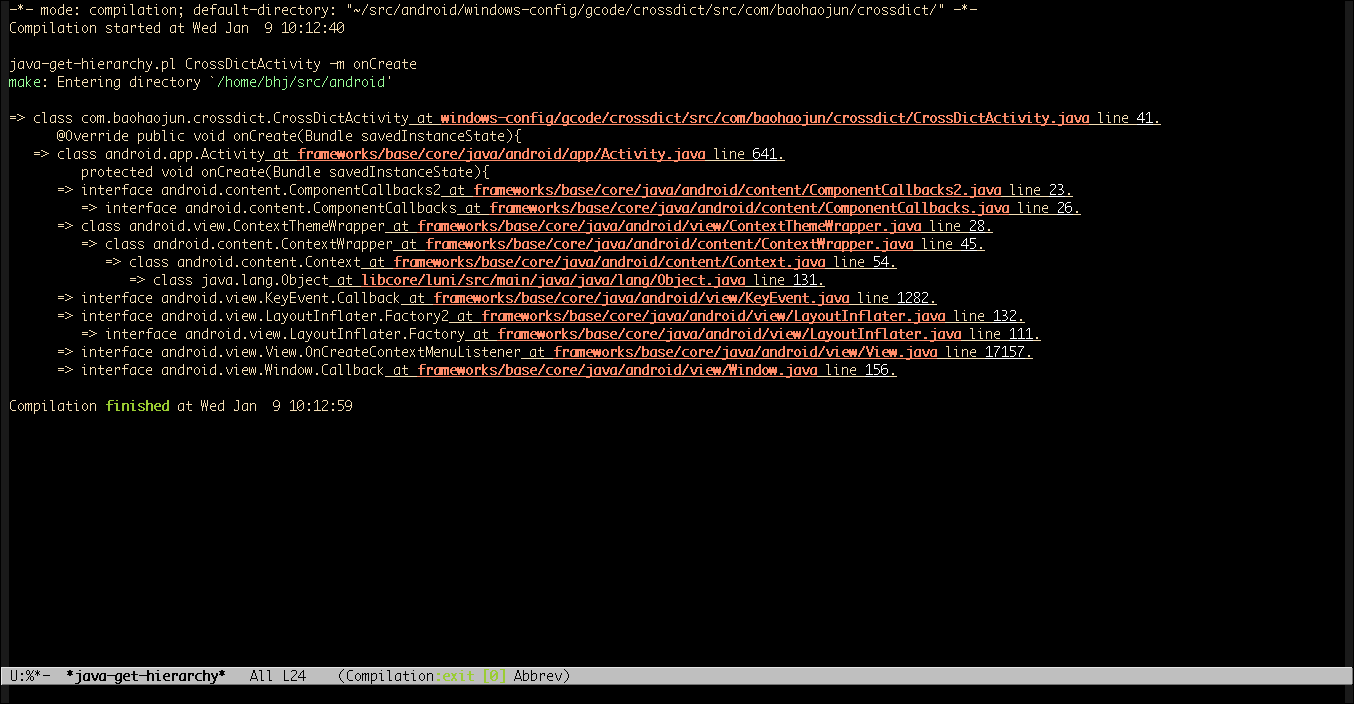 -*- mode: compilation; default-directory: "~/src/android/windows-config/gcode/crossdict/src/com/baohaojun/crossdict/" -*-
Compilation started at Wed Jan  9 10:12:40

java-get-hierarchy.pl CrossDictActivity -m onCreate
make: Entering directory `/home/bhj/src/android'

=> class com.baohaojun.crossdict.CrossDictActivity at windows-config/gcode/crossdict/src/com/baohaojun/crossdict/CrossDictActivity.java line 41.
      @Override public void onCreate(Bundle savedInstanceState){
   => class android.app.Activity at frameworks/base/core/java/android/app/Activity.java line 641.
         protected void onCreate(Bundle savedInstanceState){
      => interface android.content.ComponentCallbacks2 at frameworks/base/core/java/android/content/ComponentCallbacks2.java line 23.
         => interface android.content.ComponentCallbacks at frameworks/base/core/java/android/content/ComponentCallbacks.java line 26.
      => class android.view.ContextThemeWrapper at frameworks/base/core/java/android/view/ContextThemeWrapper.java line 28.
         => class android.content.ContextWrapper at frameworks/base/core/java/android/content/ContextWrapper.java line 45.
            => class android.content.Context at frameworks/base/core/java/android/content/Context.java line 54.
               => class java.lang.Object at libcore/luni/src/main/java/java/lang/Object.java line 131.
      => interface android.view.KeyEvent.Callback at frameworks/base/core/java/android/view/KeyEvent.java line 1282.
      => interface android.view.LayoutInflater.Factory2 at frameworks/base/core/java/android/view/LayoutInflater.java line 132.
         => interface android.view.LayoutInflater.Factory at frameworks/base/core/java/android/view/LayoutInflater.java line 111.
      => interface android.view.View.OnCreateContextMenuListener at frameworks/base/core/java/android/view/View.java line 17157.
      => interface android.view.Window.Callback at frameworks/base/core/java/android/view/Window.java line 156.

Compilation finished at Wed Jan  9 10:12:59
U:%*-  *java-get-hierarchy*   All L24    (Compilation:exit [0] Abbrev)